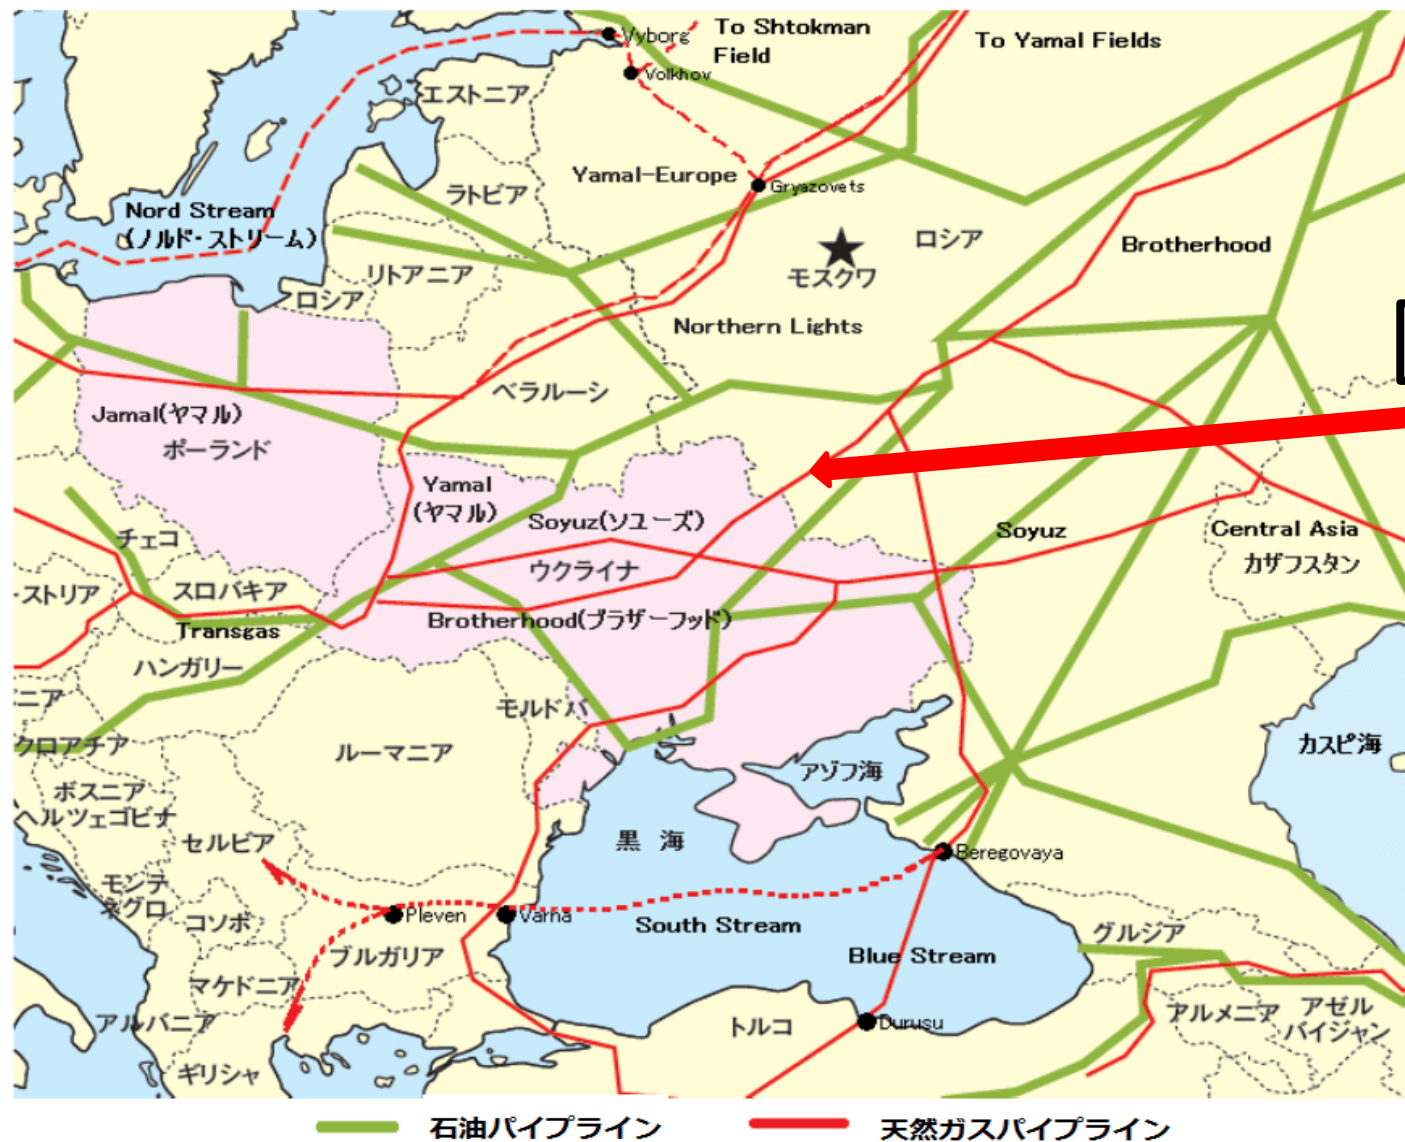 Vyborg
To Shtokman
Field
To Yamal Fields
Volkhov
エストニア
Yamal-Europe
Gryazovets
ラトビア
Nord Stream
(ノルド・ストリーム)
ロシア
Brotherhood
モスクワ
リトアニア
ロシア
Northern Lights
ベラルーシ
Jamal(ヤマル)
ポーランド
Yamal
(ヤマル)
Soyuz(ソユーズ)
Soyuz
Central Asia
カザフスタン
チェコ
ウクライナ
スロバキア
-ストリア
Brotherhood(ブラザーフッド)
Transgas
ハンガリー
ニア
モルドバ
クロアチア
ルーマニア
カスピ海
アゾフ海
ボスニア
ヘルツェゴビナ
セルビア
黒 海
Beregovaya
モンテ
ネグロ
コソボ
Pleven
Varna
South Stream
グルジア
ブルガリア
Blue Stream
マケドニア
アルメニア
アゼル
バイジャン
アルバニア
トルコ
Durusu
ギリシャ
石油パイプライン
天然ガスパイプライン